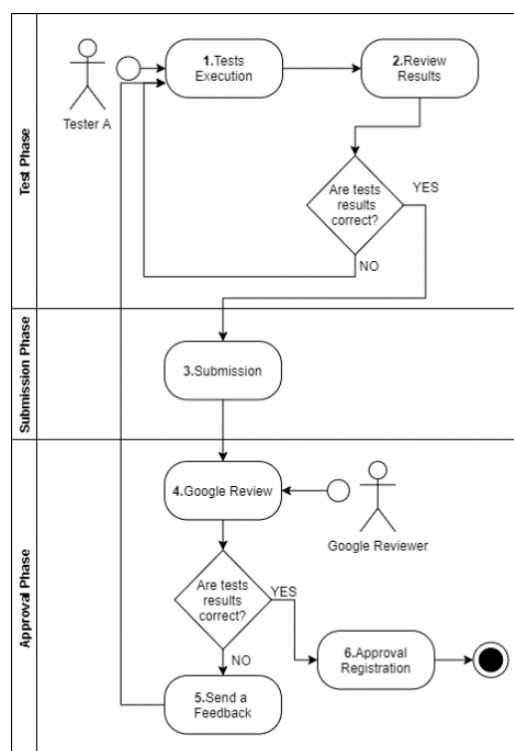 Test Phase
Tester A
1.Tests
Execution
2.Review
Results
Are tests
results
correct?
YES
NO
Submission Phase
3.Submission
Approval Phase
4.Google Review
Google Reviewer
Are tests
results
correct?
YES
NO
6.Approval
Registration
5.Send a
Feedback